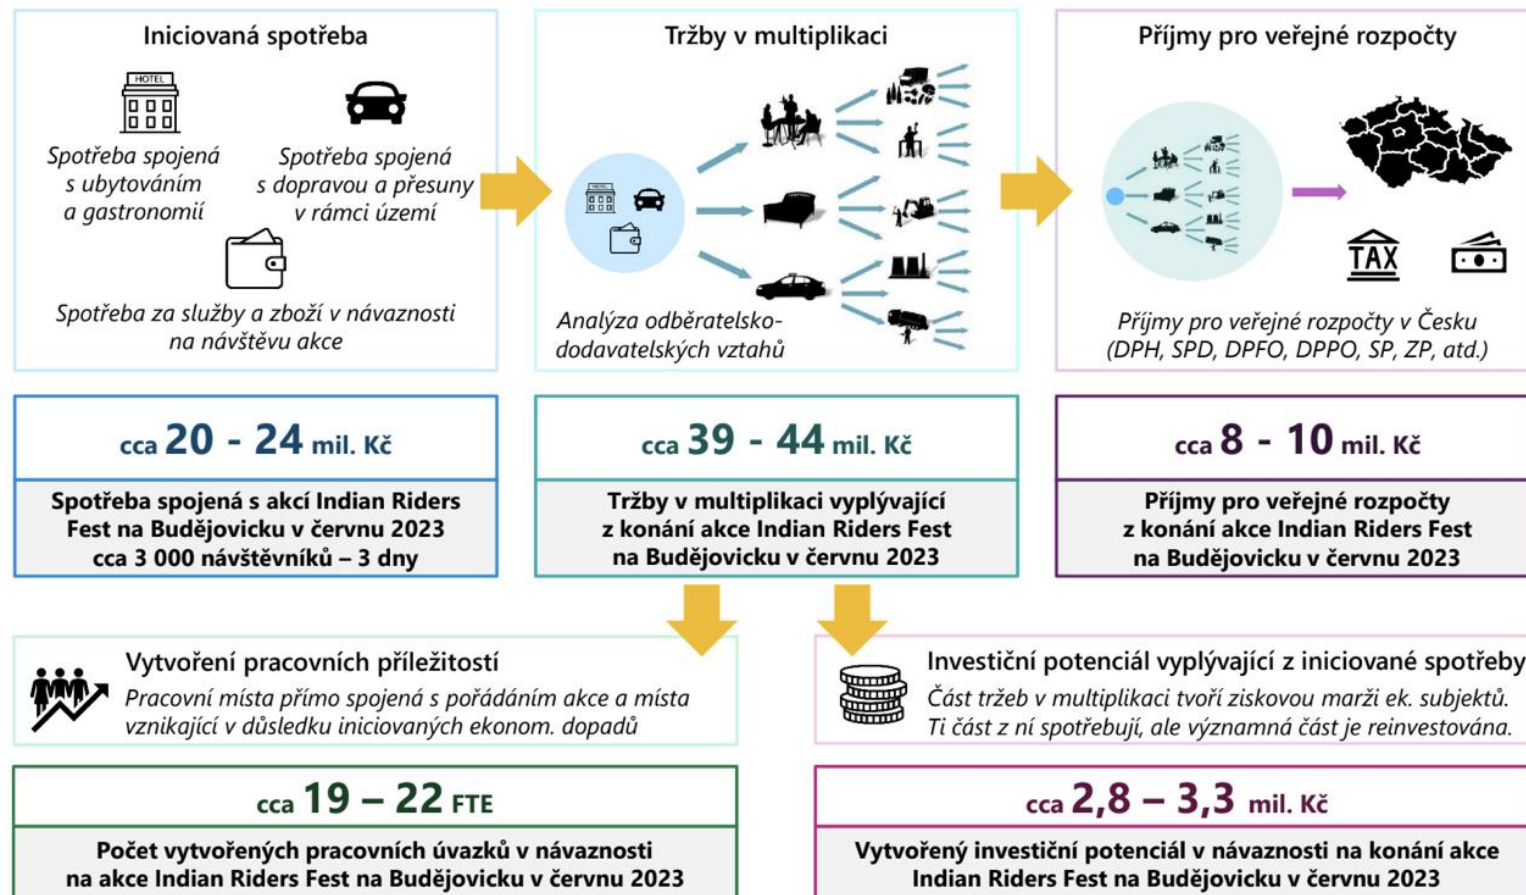 Iniciovaná spotřeba
HOTEL
Spotřeba spojená
s ubytováním
a gastronomií
Spotřeba spojená
s dopravou a přesuny
v rámci území
Spotřeba za služby a zboží v návaznosti
na návštěvu akce
Tržby v multiplikaci
HOTEL
Analýza odběratelsko-
dodavatelských vztahů
Příjmy pro veřejné rozpočty
TAX
Příjmy pro veřejné rozpočty v Česku
(DPH, SPD, DPFO, DPPO, SP, ZP, atd.)
cca 20 - 24 mil. Kč
Spotřeba spojená s akcí Indian Riders
Fest na Budějovicku v červnu 2023
cca 3 000 návštěvníků – 3 dny
cca 39 - 44 mil. Kč
Tržby v multiplikaci vyplývající
z konání akce Indian Riders Fest
na Budějovicku v červnu 2023
cca 8 - 10 mil. Kč
Příjmy pro veřejné rozpočty
z konání akce Indian Riders Fest
na Budějovicku v červnu 2023
Vytvoření pracovních příležitostí
Pracovní místa přímo spojená s pořádáním akce a místa
vznikající v důsledku iniciovaných ekonom. dopadů
cca 19 – 22 FTE
Počet vytvořených pracovních úvazků v návaznosti
na akce Indian Riders Fest na Budějovicku v červnu 2023
Investiční potenciál vyplývající z iniciované spotřeby
Část tržeb v multiplikaci tvoří ziskovou marži ek. subjektů.
Ti část z ní spotřebují, ale významná část je reinvestována.
cca 2,8 – 3,3 mil. Kč
Vytvořený investiční potenciál v návaznosti na konání akce
Indian Riders Fest na Budějovicku v červnu 2023